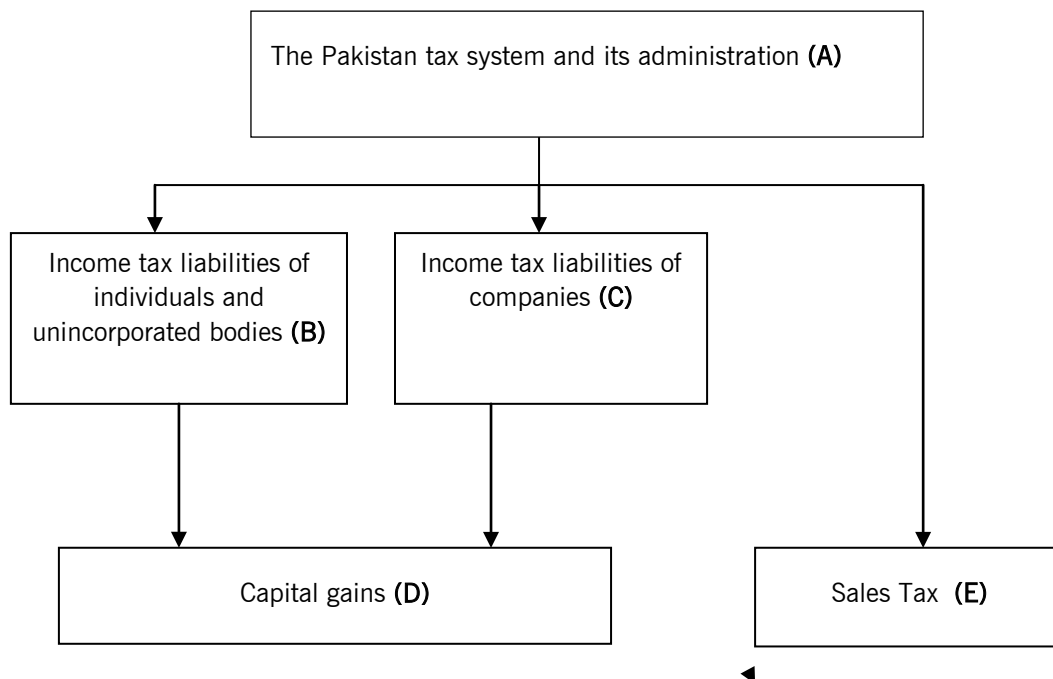 The Pakistan tax system and its administration (A)
Income tax liabilities of
individuals and
unincorporated bodies (B)
Income tax liabilities of
companies (C)
Capital gains (D)
Sales Tax (E)